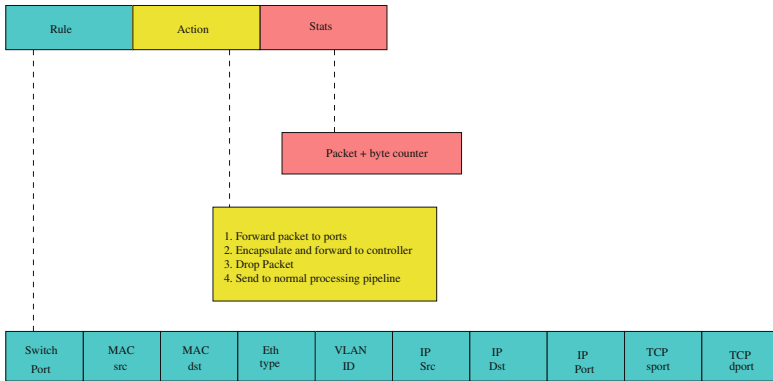 Rule Action Stats
Packet + byte counter
1. Forward packet to ports
2. Encapsulate and forward to controller
3. Drop Packet
4. Send to normal processing pipeline
Switch Port
MAC src
MAC dst
Eth type
VLAN ID
IP Src
IP Dst
IP Port
TCP sport
TCP dport